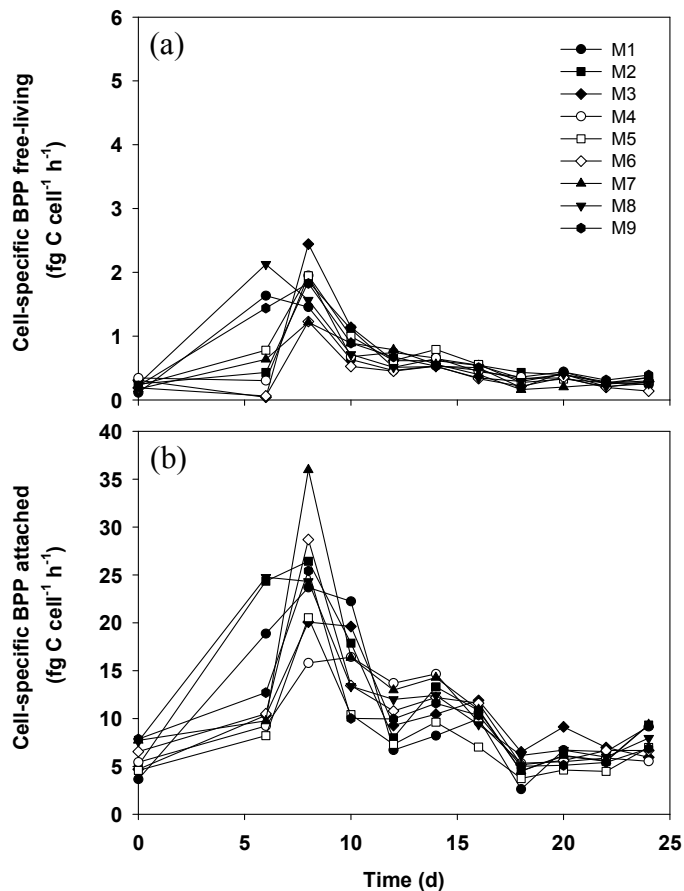 (a)
Cell-specific BPP free-living
(fg C cell⁻¹ h⁻¹)
6
5
4
3
2
1
0
M1
M2
M3
M4
M5
M6
M7
M8
M9
(b)
Cell-specific BPP attached
(fg C cell⁻¹ h⁻¹)
40
35
30
25
20
15
10
5
0
0 5 10 15 20 25
Time (d)